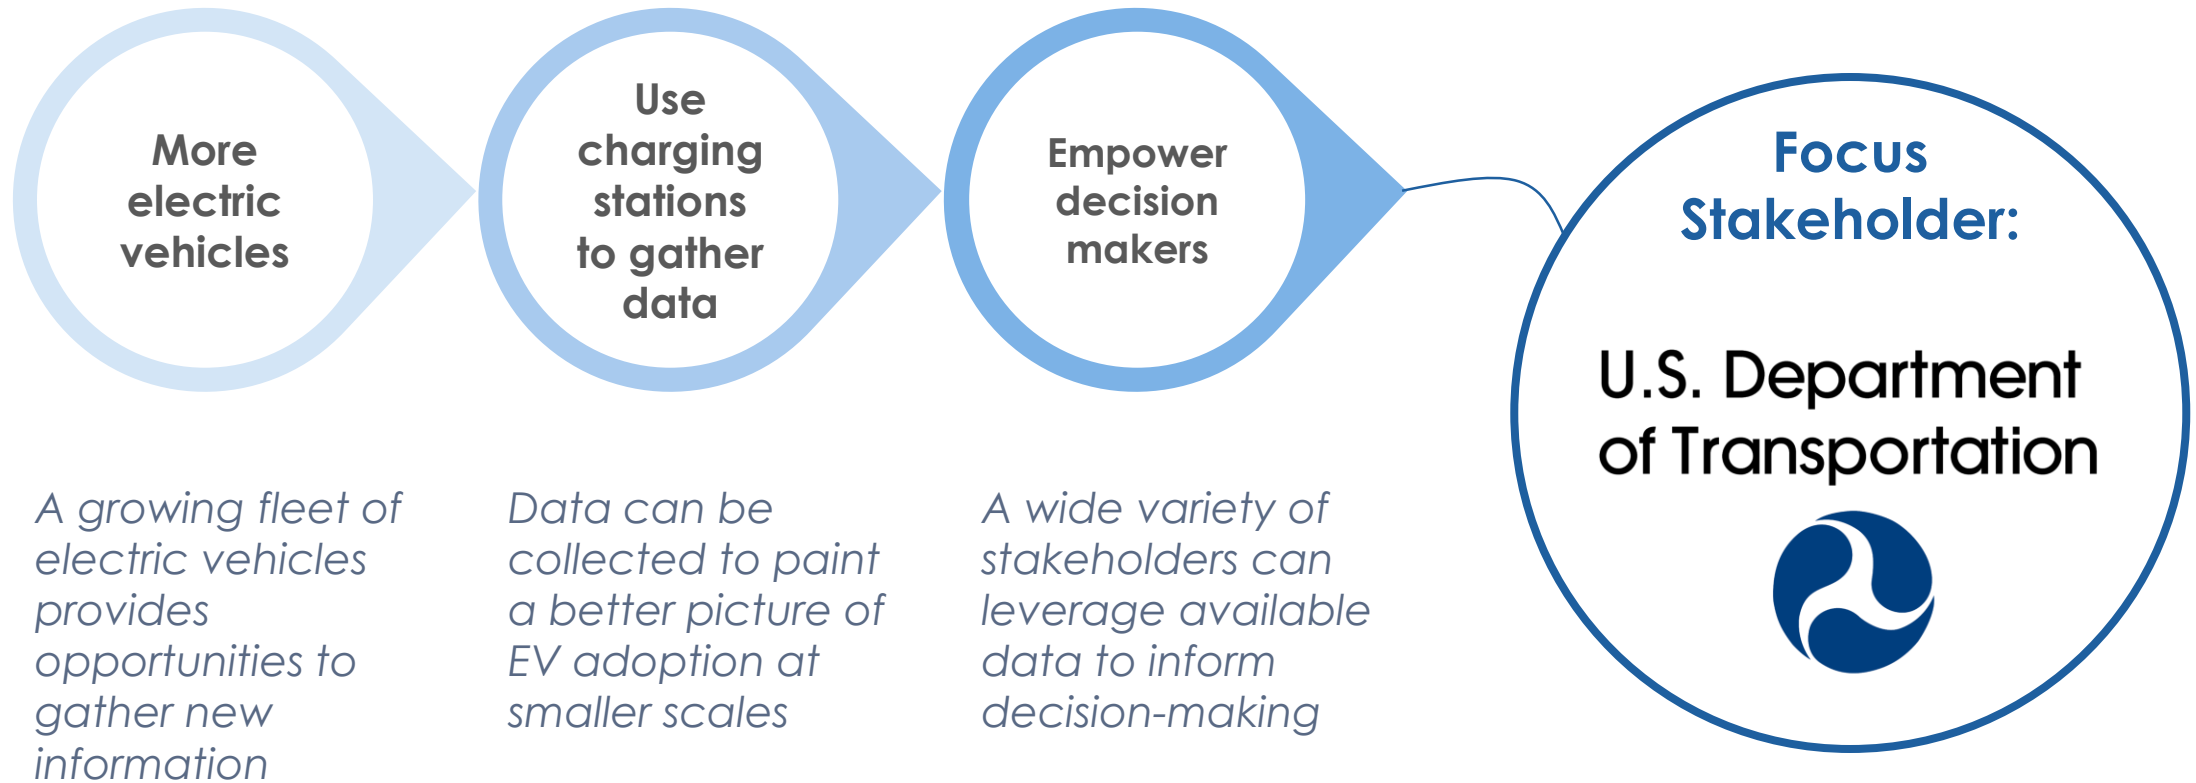 More
electric
vehicles
Use
charging
stations
to gather
data
Empower
decision
makers
Focus
Stakeholder:
U.S. Department
of Transportation
A growing fleet of
electric vehicles
provides
opportunities to
gather new
information
Data can be
collected to paint
a better picture of
EV adoption at
smaller scales
A wide variety of
stakeholders can
leverage available
data to inform
decision-making